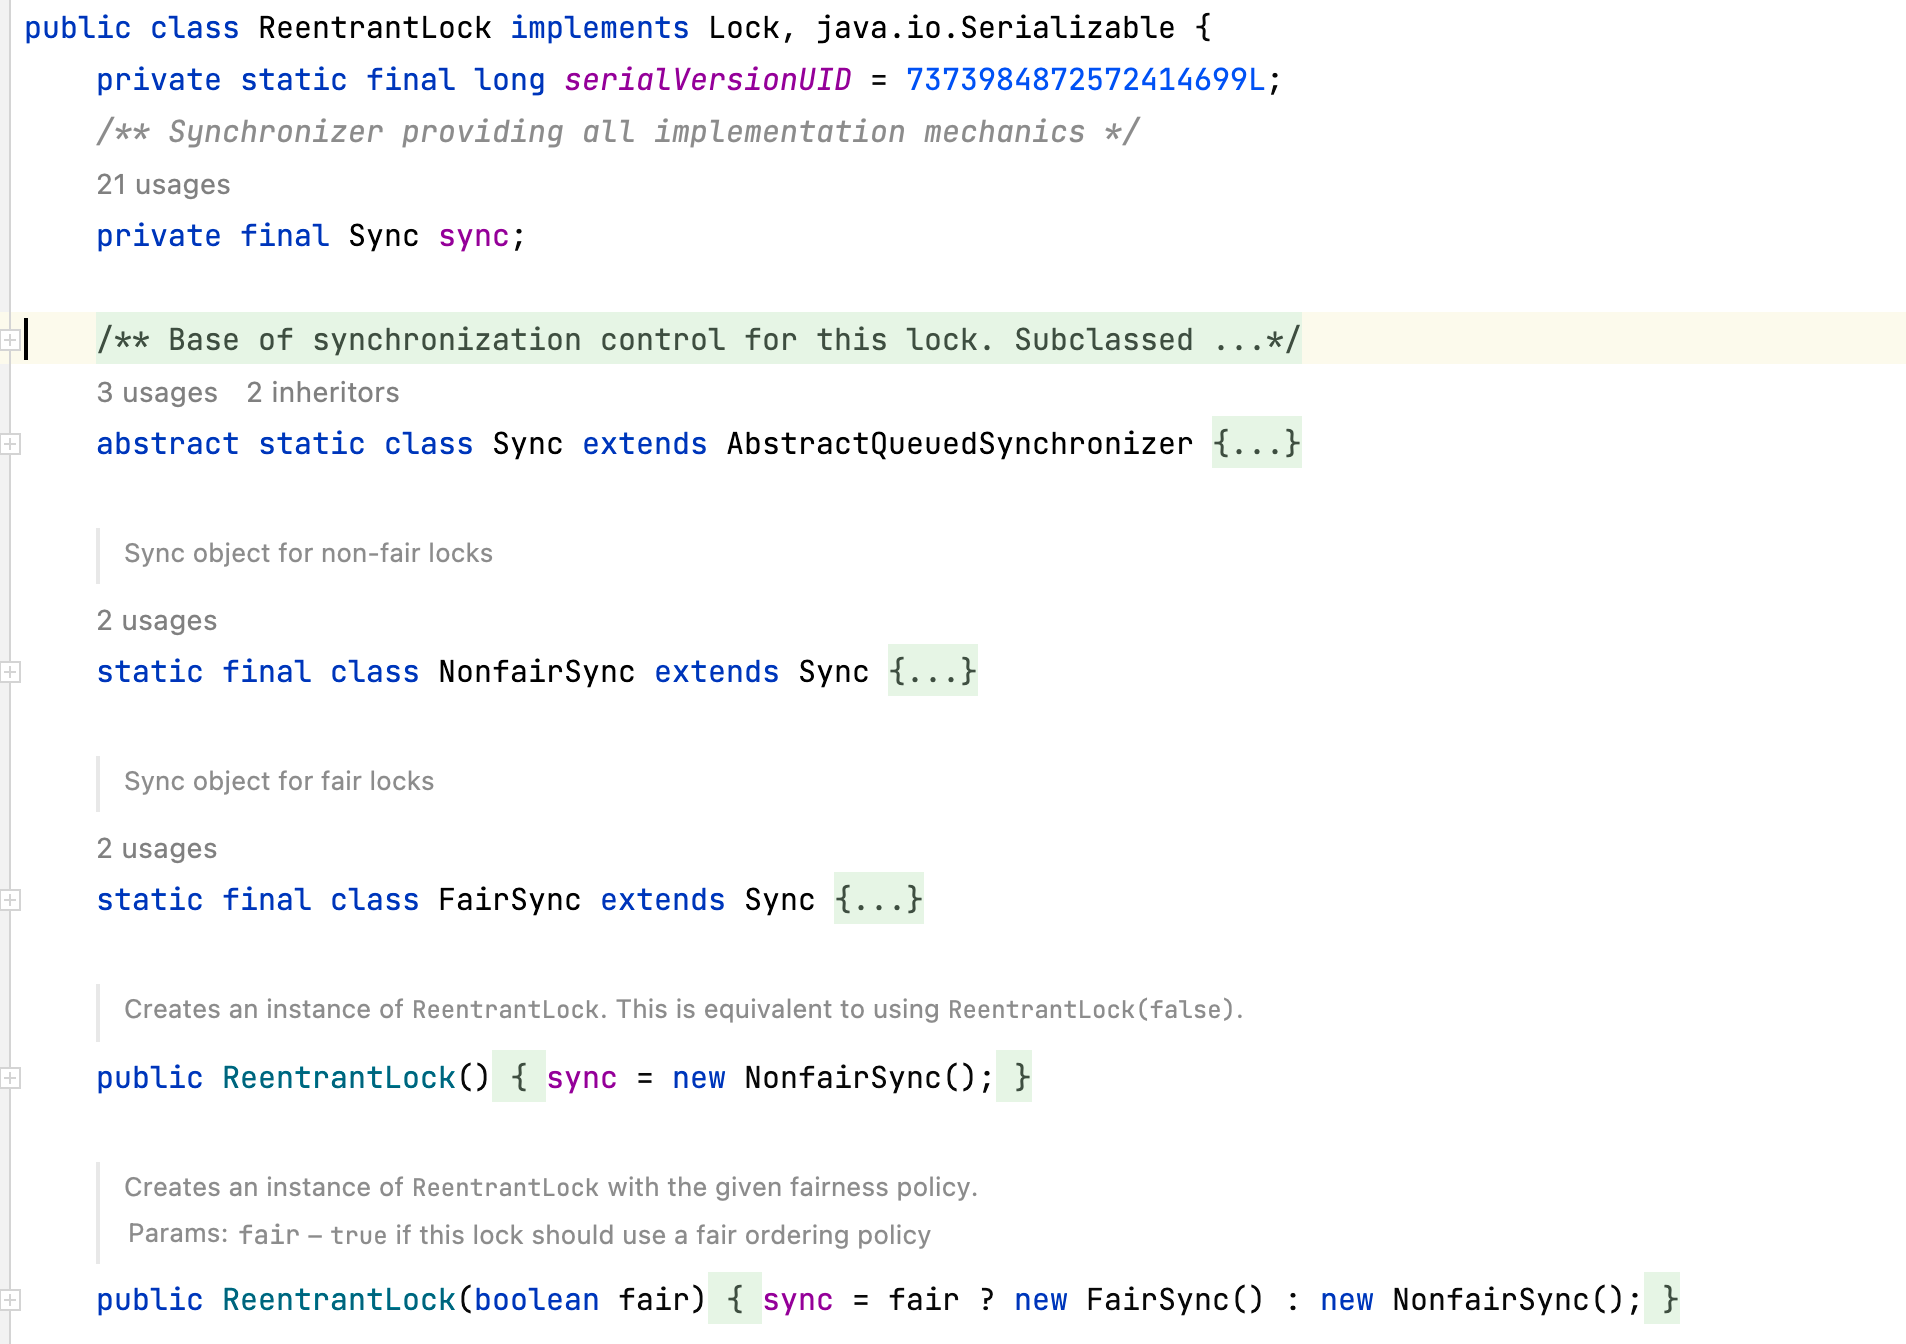 public class ReentrantLock implements Lock, java.io.Serializable {
private static final long serialVersionUID = 7373984872572414699L;
/** Synchronizer providing all implementation mechanics */
21 usages
private final Sync sync;
/** Base of synchronization control for this lock. Subclassed ...*/
3 usages   2 inheritors
abstract static class Sync extends AbstractQueuedSynchronizer {...}
Sync object for non-fair locks
2 usages
static final class NonfairSync extends Sync {...}
Sync object for fair locks
2 usages
static final class FairSync extends Sync {...}
Creates an instance of ReentrantLock. This is equivalent to using ReentrantLock(false).
public ReentrantLock() { sync = new NonfairSync(); }
Creates an instance of ReentrantLock with the given fairness policy.
Params: fair – true if this lock should use a fair ordering policy
public ReentrantLock(boolean fair) { sync = fair ? new FairSync() : new NonfairSync(); }